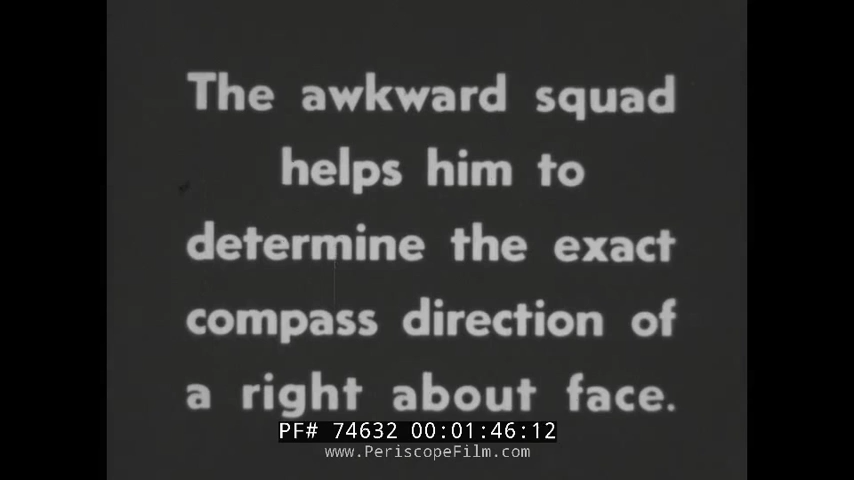 The awkward squad
helps him to
determine the exact
compass direction of
a right about face.
PF# 74632 00:01:46:12
www.PeriscopeFilm.com